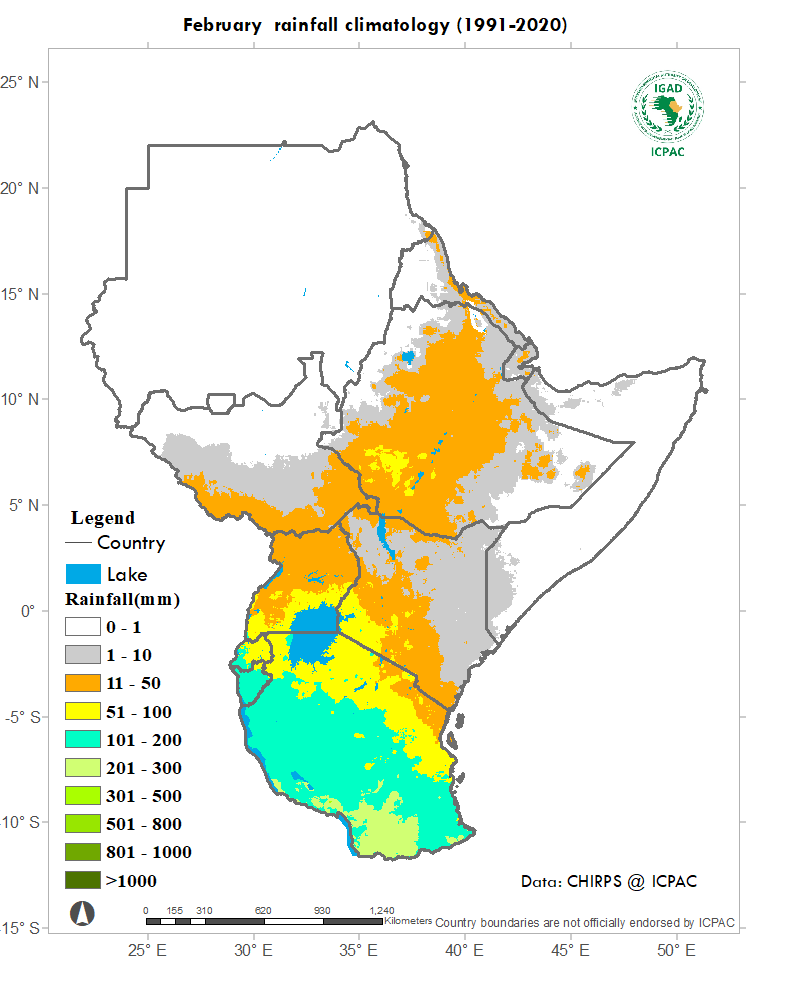 February rainfall climatology (1991-2020)
25° N
20° N
15° N
10° N
5° N
0°
-5° S
-10° S
-15° S
IGAD
ICPAC
Legend
Country
Lake
Rainfall(mm)
0 - 1
1 - 10
11 - 50
51 - 100
101 - 200
201 - 300
301 - 500
501 - 800
801 - 1000
>1000
Data: CHIRPS @ ICPAC
0 155 310 620 930 1,240
Kilometers
Country boundaries are not officially endorsed by ICPAC
25° E 30° E 35° E 40° E 45° E 50° E